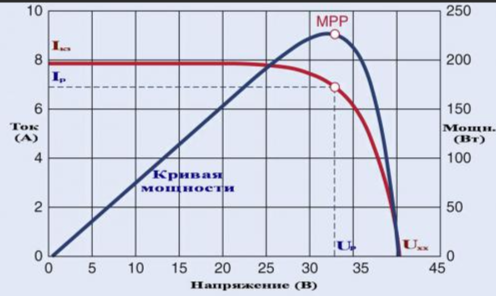 10
8
6
4
2
0
Ток
(А)
Iкз
Iр
MPP
Кривая
мощности
Uр
Uхх
250
200
150
100
50
0
Мощн.
(Вт)
0 5 10 15 20 25 30 35 45
Напряжение (В)